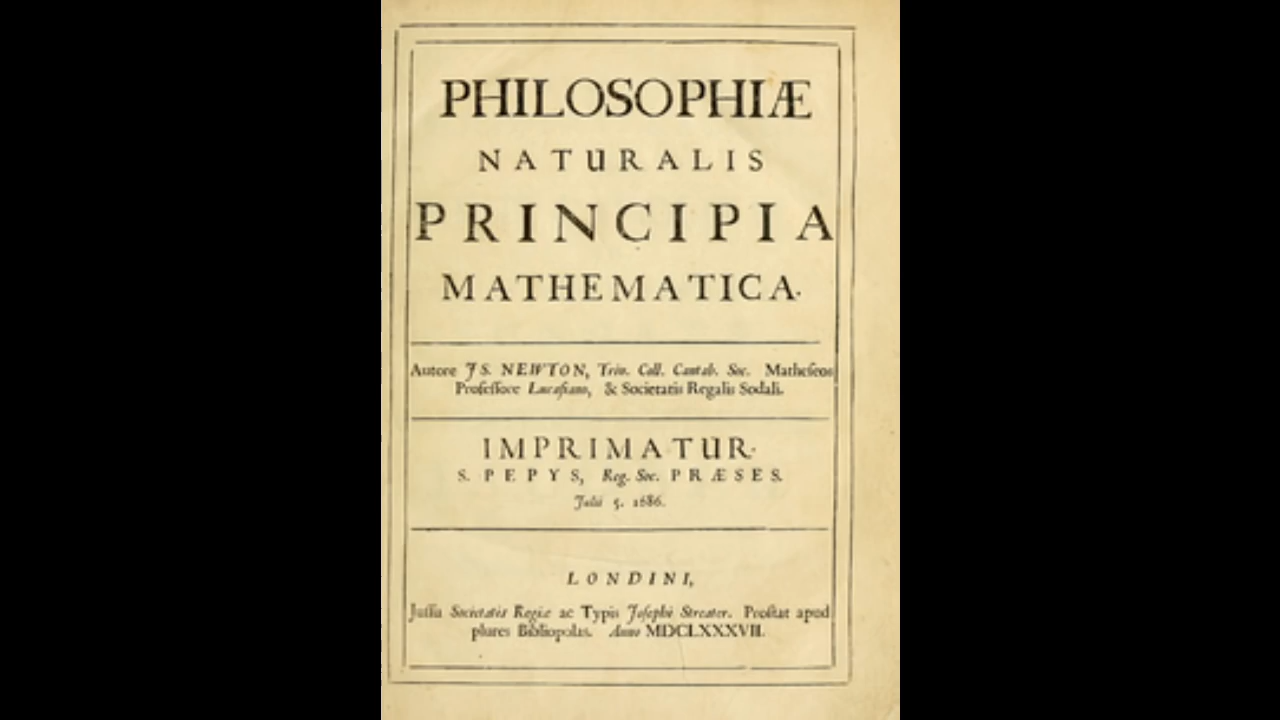 PHILOSOPHIÆ
NATURALIS
PRINCIPIA
MATHEMATICA.
Autore JS. NEWTON, Trin. Coll. Cantab. Soc. Matheseos
Professore Lucasiano, & Societatis Regalis Sodali.
IMPRIMATUR.
S. PEPYS, Reg. Soc. PRÆSES.
Julii 5. 1686.
LONDINI,
Jussu Societatis Regiæ ac Typis Josephi Streater. Prostat apud
plures Bibliopolas. Anno MDCLXXXVII.